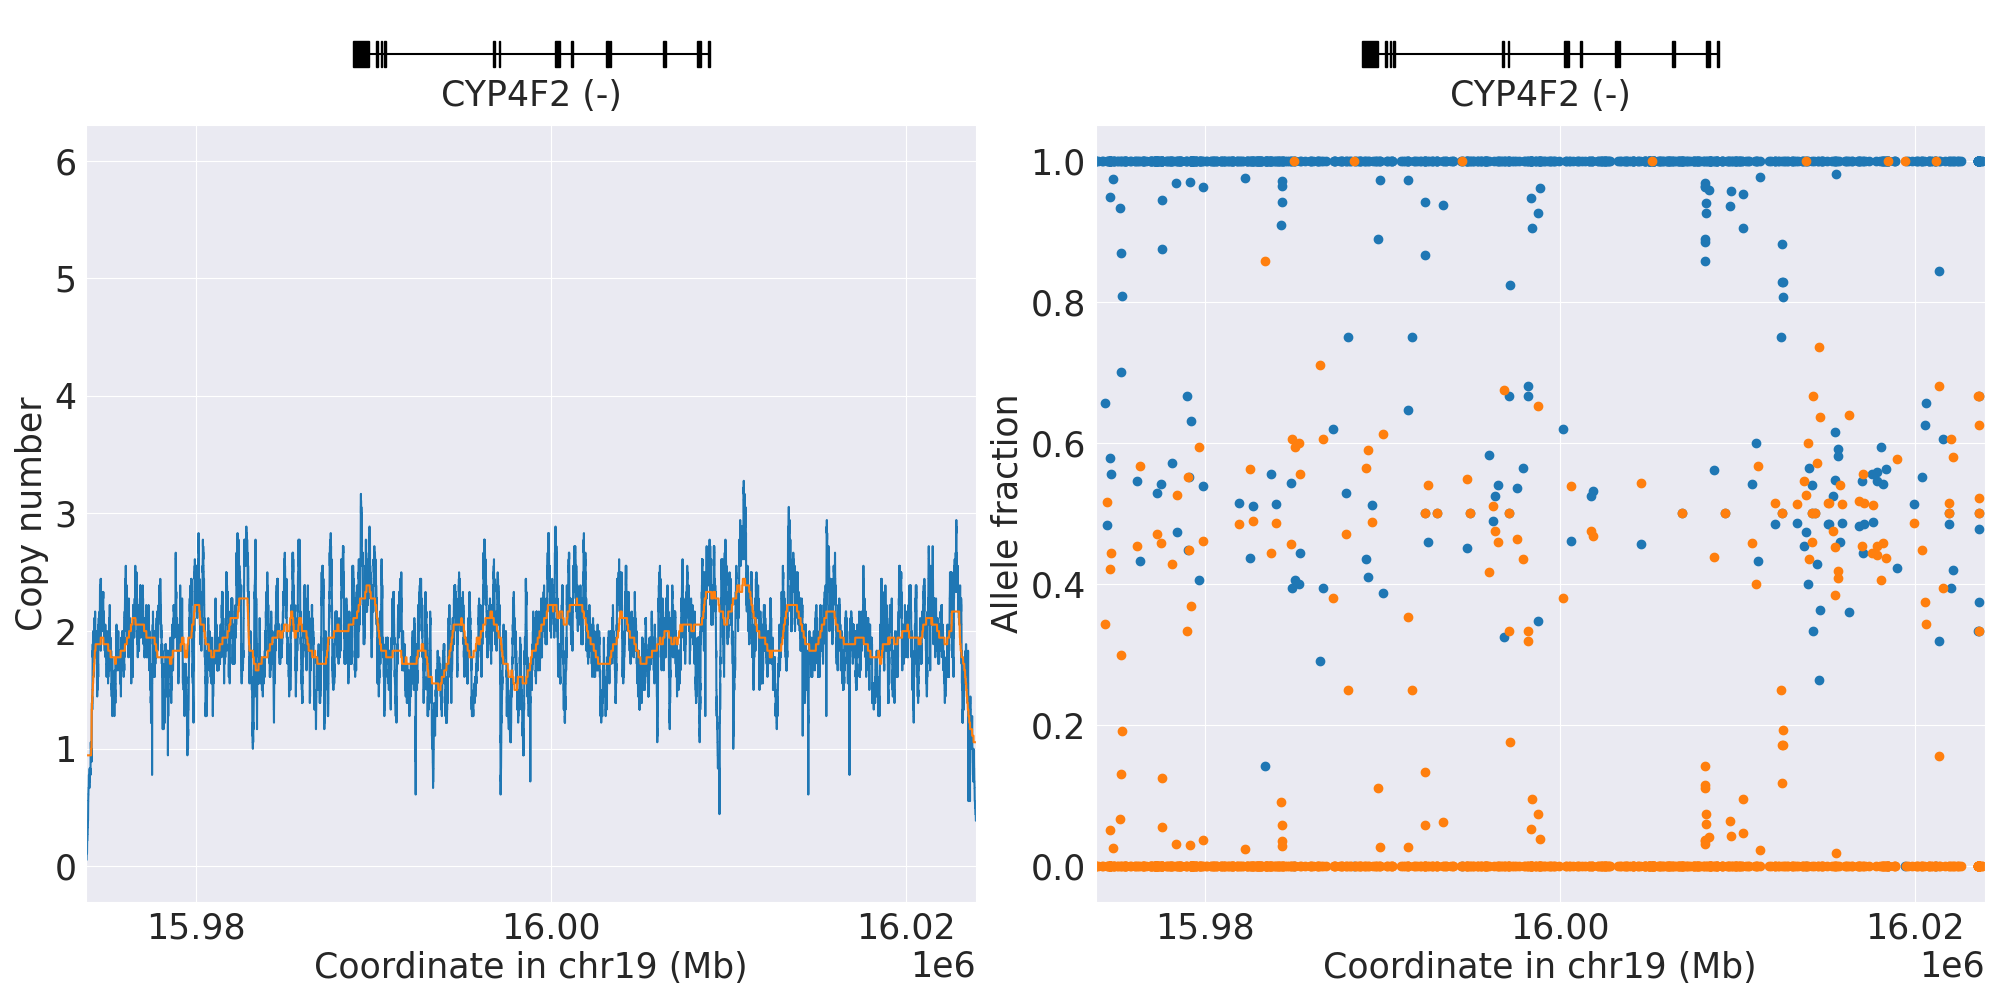 CYP4F2 (-)
6
5
4
3
2
1
0
Copy number
15.98
16.00
16.02
Coordinate in chr19 (Mb)
1e6
CYP4F2 (-)
1.0
0.8
0.6
0.4
0.2
0.0
Allele fraction
15.98
16.00
16.02
Coordinate in chr19 (Mb)
1e6